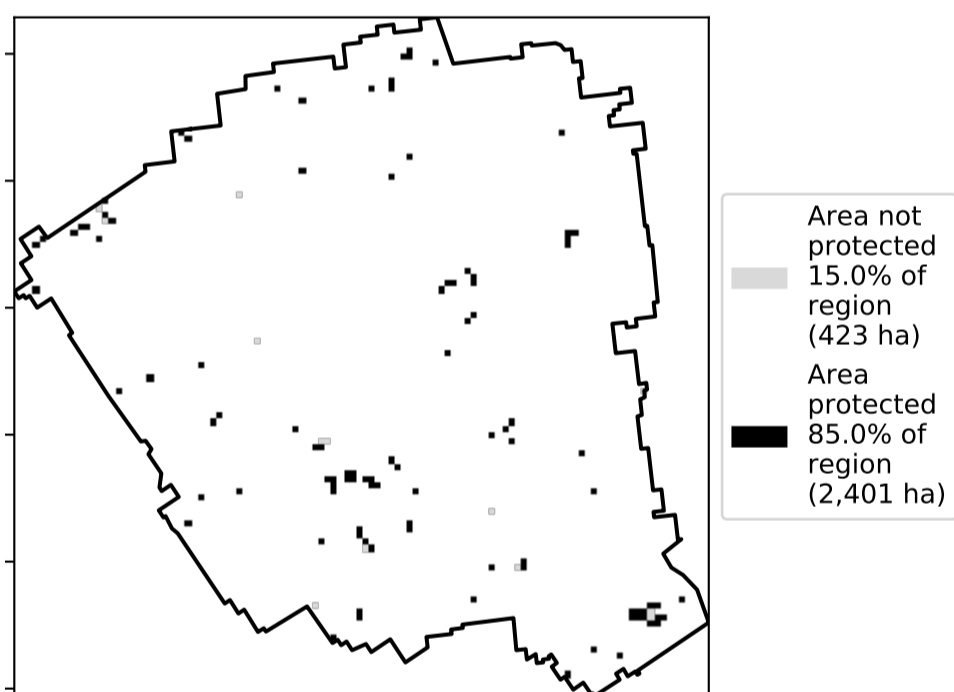 Area not
protected
15.0% of
region
(423 ha)
Area
protected
85.0% of
region
(2,401 ha)